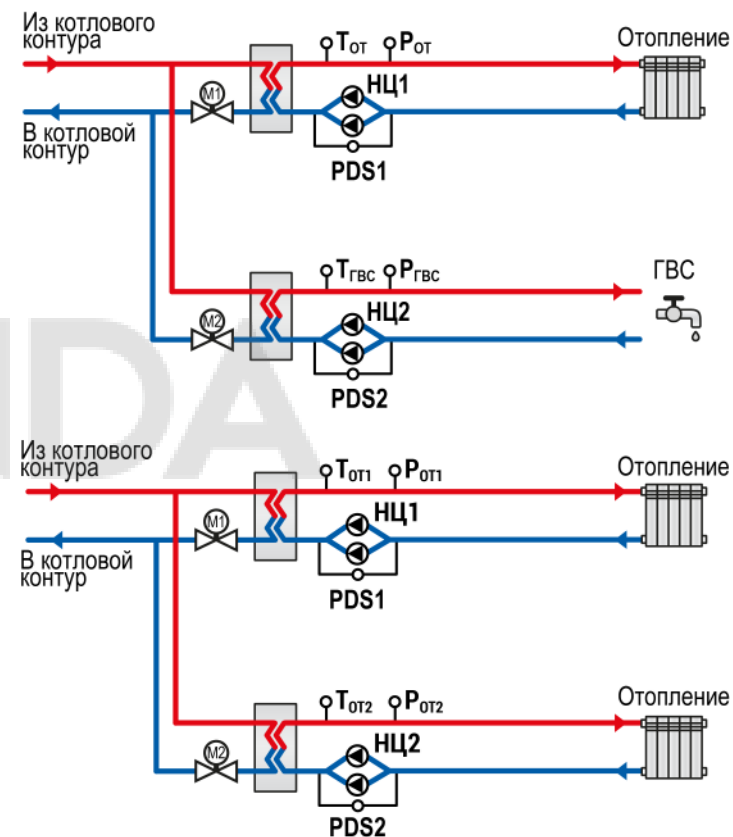 Из котлового
контура
Tот Pот
Отопление
М1
НЦ1
В котловой
контур
PDS1
Tгвс Pгвс
ГВС
М2
НЦ2
PDS2
Из котлового
контура
Tот1 Pот1
Отопление
М1
НЦ1
В котловой
контур
PDS1
Tот2 Pот2
Отопление
М2
НЦ2
PDS2